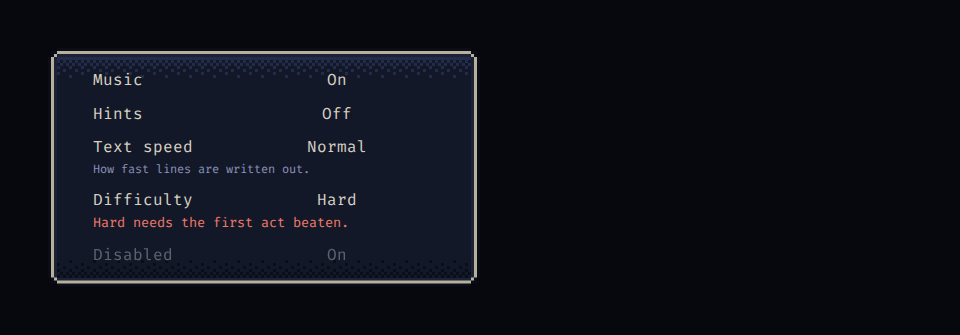 Music On
Hints Off
Text speed Normal
How fast lines are written out.
Difficulty Hard
Hard needs the first act beaten.
Disabled On